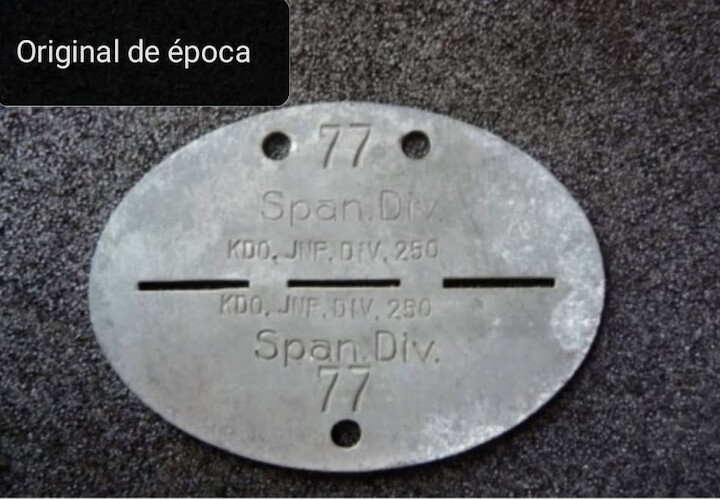 Original de época
77
Span.Div.
KDO. JNF. DIV. 250
KDO. JNF. DIV. 250
Span.Div.
77